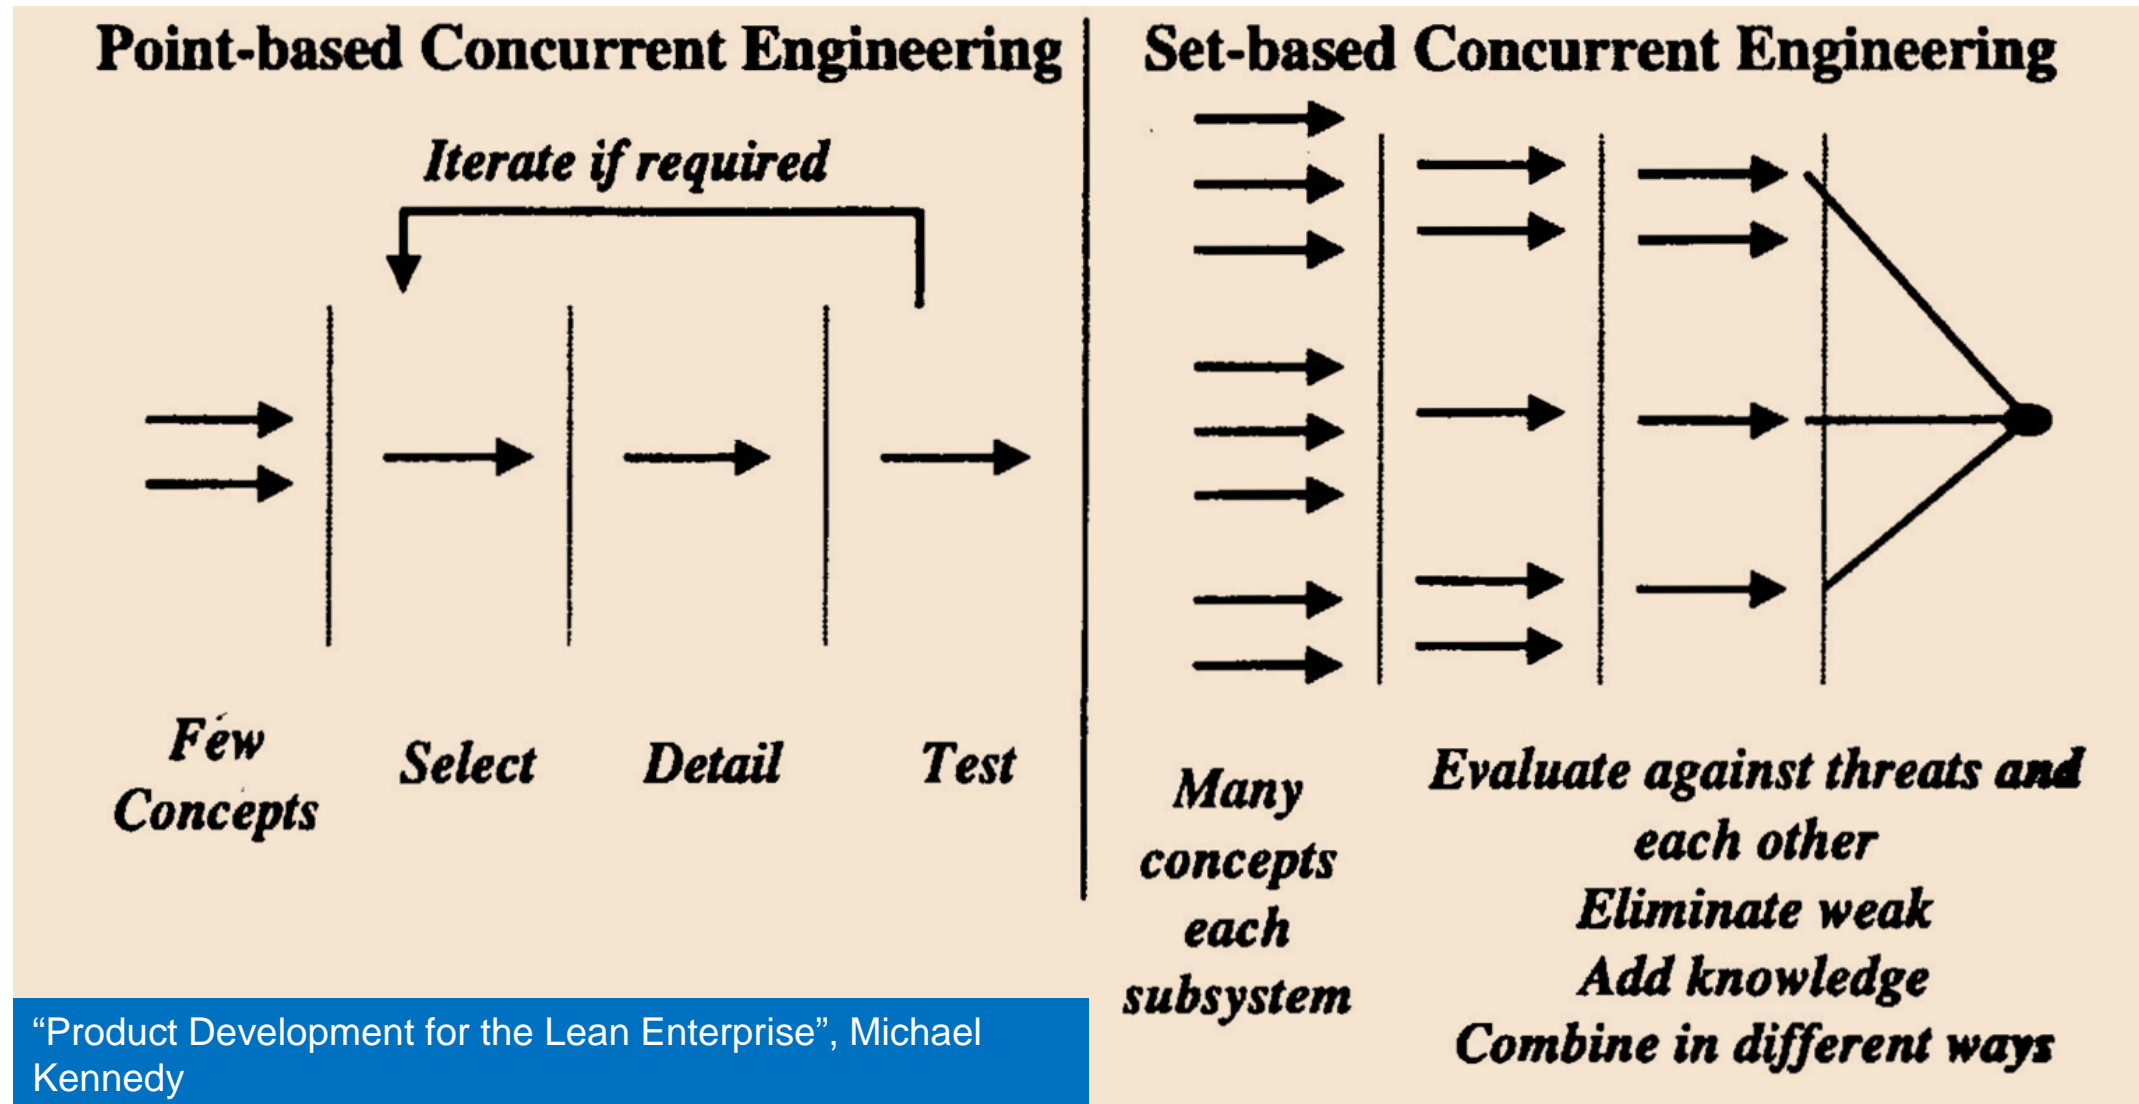 Point-based Concurrent Engineering
Iterate if required
Few
Concepts
Select
Detail
Test
Set-based Concurrent Engineering
Many
concepts
each
subsystem
Evaluate against threats and
each other
Eliminate weak
Add knowledge
Combine in different ways
“Product Development for the Lean Enterprise”, Michael
Kennedy